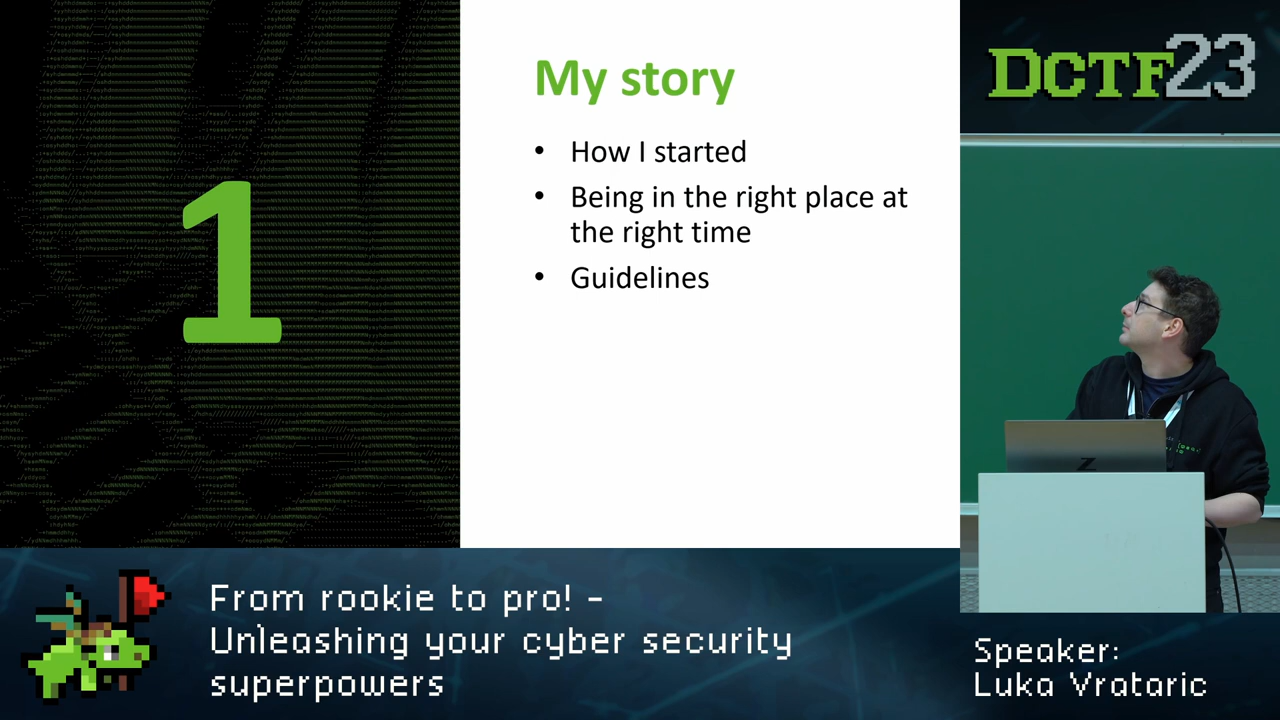 My story
• How I started
• Being in the right place at
the right time
• Guidelines
1
DCTF23
From rookie to pro! -
Unleashing your cyber security
superpowers
Speaker:
Luka Vrataric